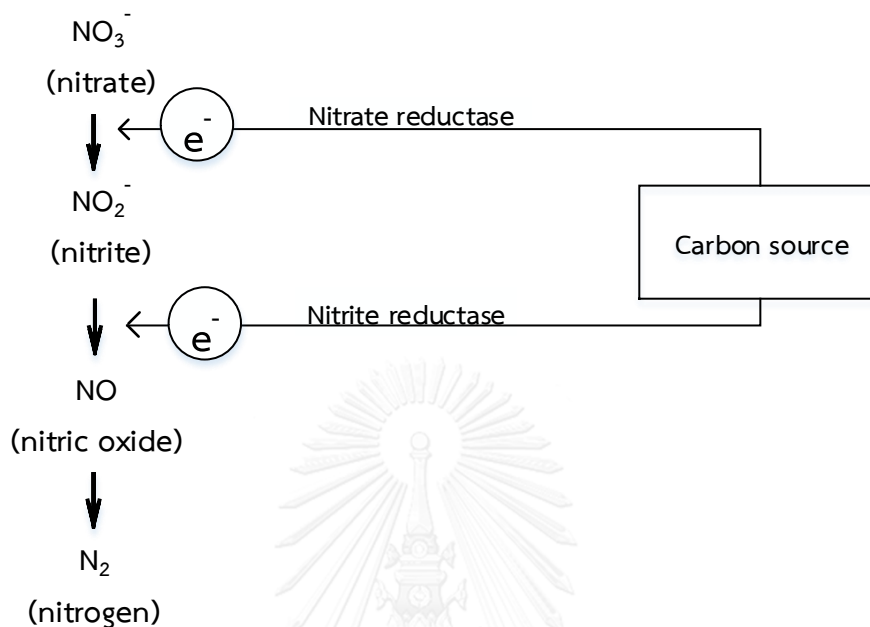 NO₃⁻
(nitrate)
e⁻
Nitrate reductase
NO₂⁻
(nitrite)
Carbon source
e⁻
Nitrite reductase
NO
(nitric oxide)
N₂
(nitrogen)